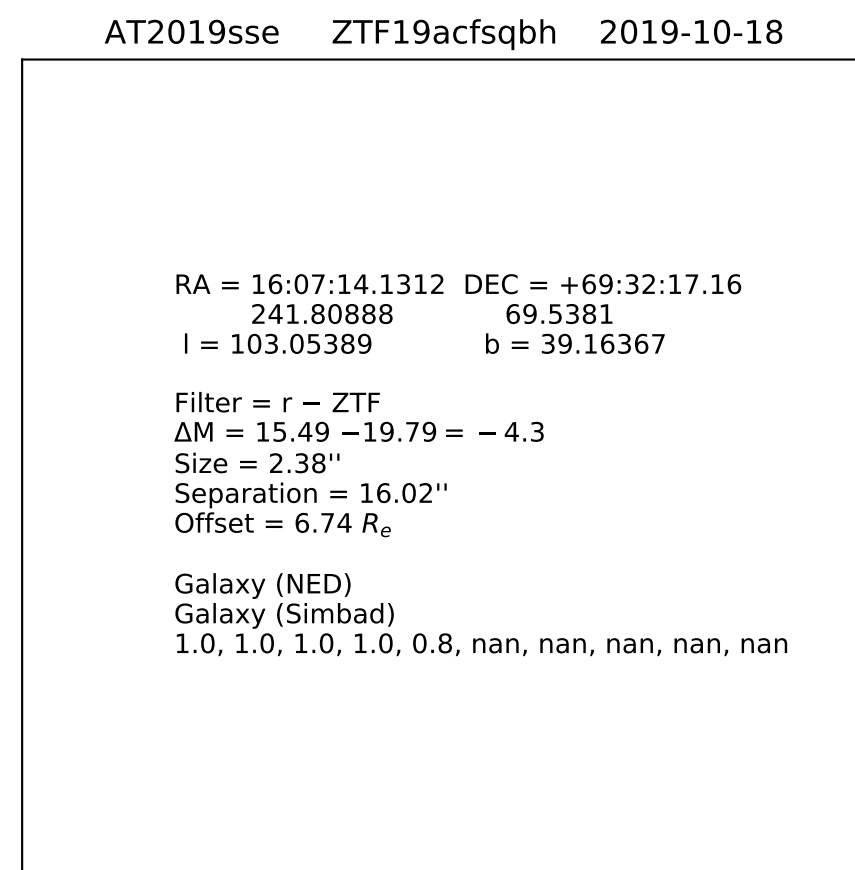 AT2019sse ZTF19acfsqbh 2019-10-18
RA = 16:07:14.1312 DEC = +69:32:17.16
241.80888 69.5381
l = 103.05389 b = 39.16367
Filter = r − ZTF
ΔM = 15.49 −19.79 = − 4.3
Size = 2.38''
Separation = 16.02''
Offset = 6.74 Rₑ
Galaxy (NED)
Galaxy (Simbad)
1.0, 1.0, 1.0, 1.0, 0.8, nan, nan, nan, nan, nan